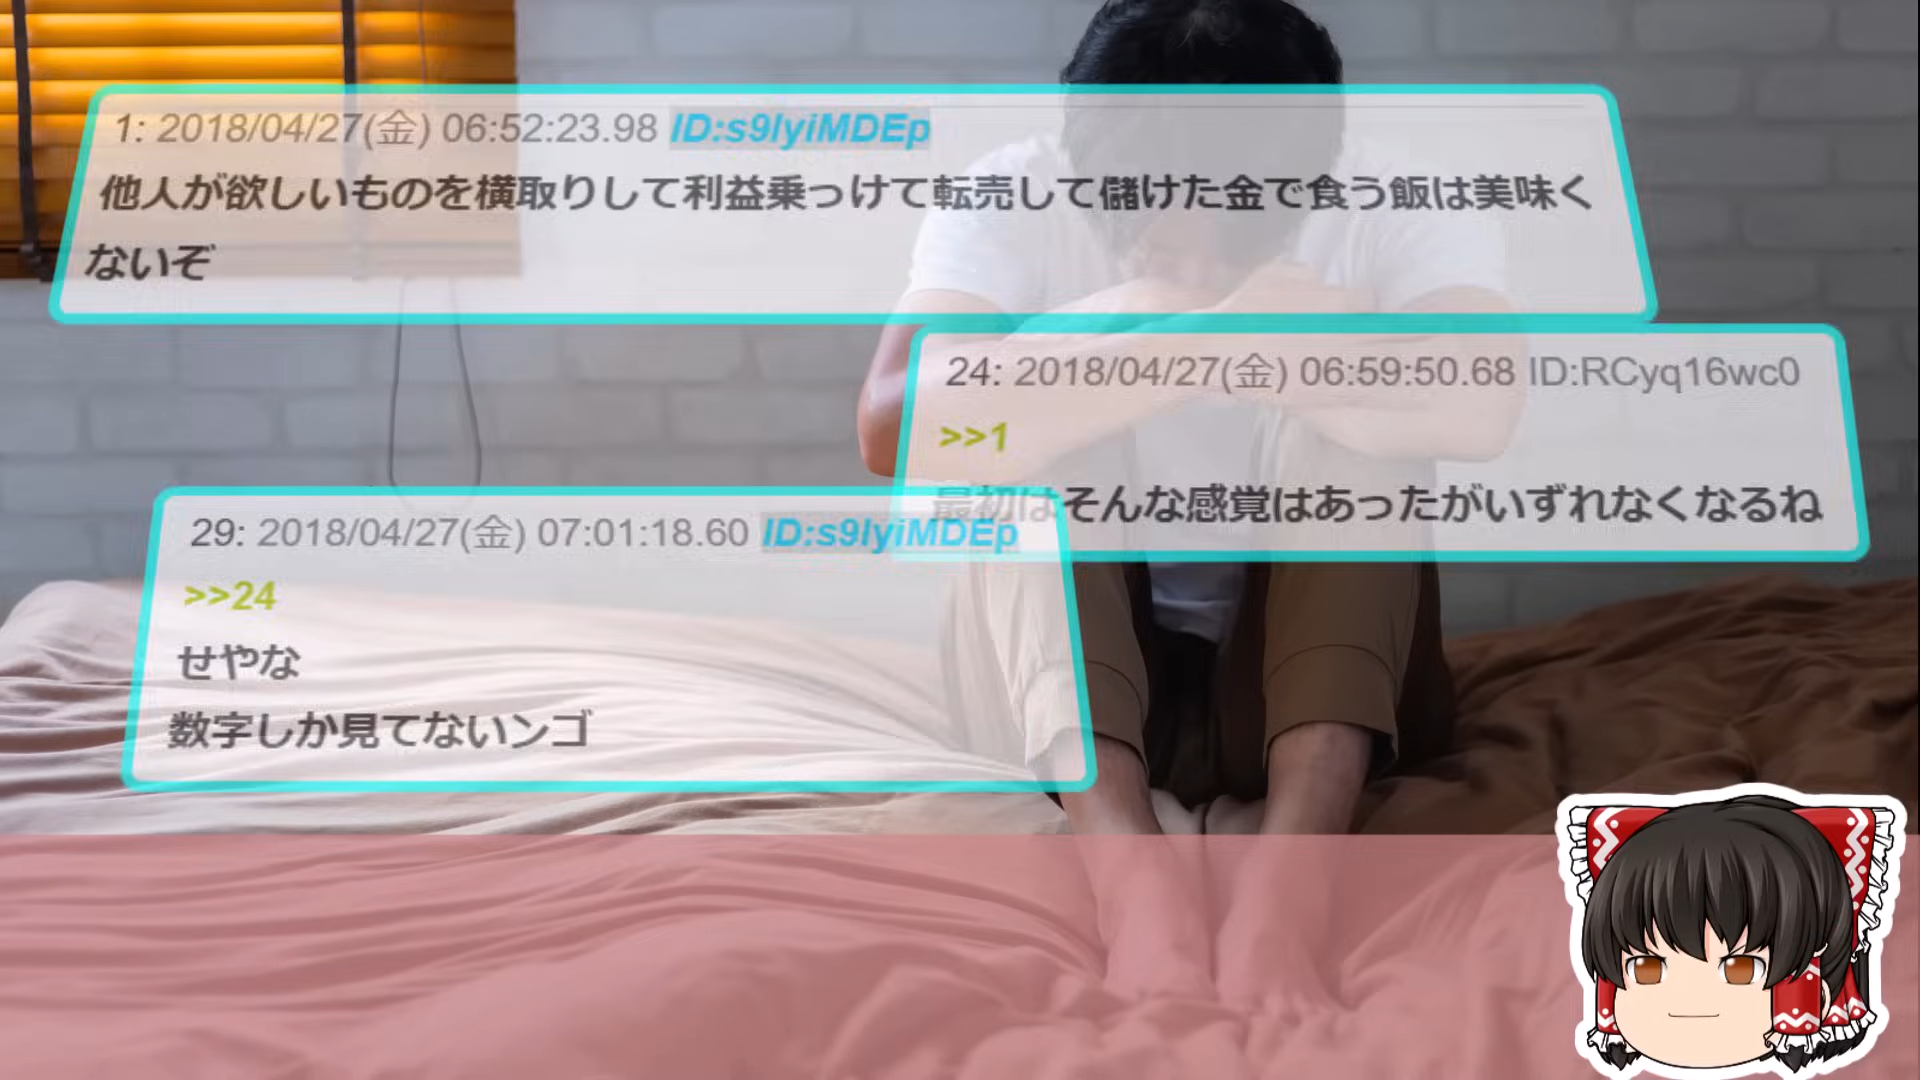 1: 2018/04/27(金) 06:52:23.98 ID:s9lyiMDEp
他人が欲しいものを横取りして利益乗っけて転売して儲けた金で食う飯は美味く
ないぞ
24: 2018/04/27(金) 06:59:50.68 ID:RCyq16wc0
>>1
最初はそんな感覚はあったがいずれなくなるね
29: 2018/04/27(金) 07:01:18.60 ID:s9lyiMDEp
>>24
せやな
数字しか見てないンゴ